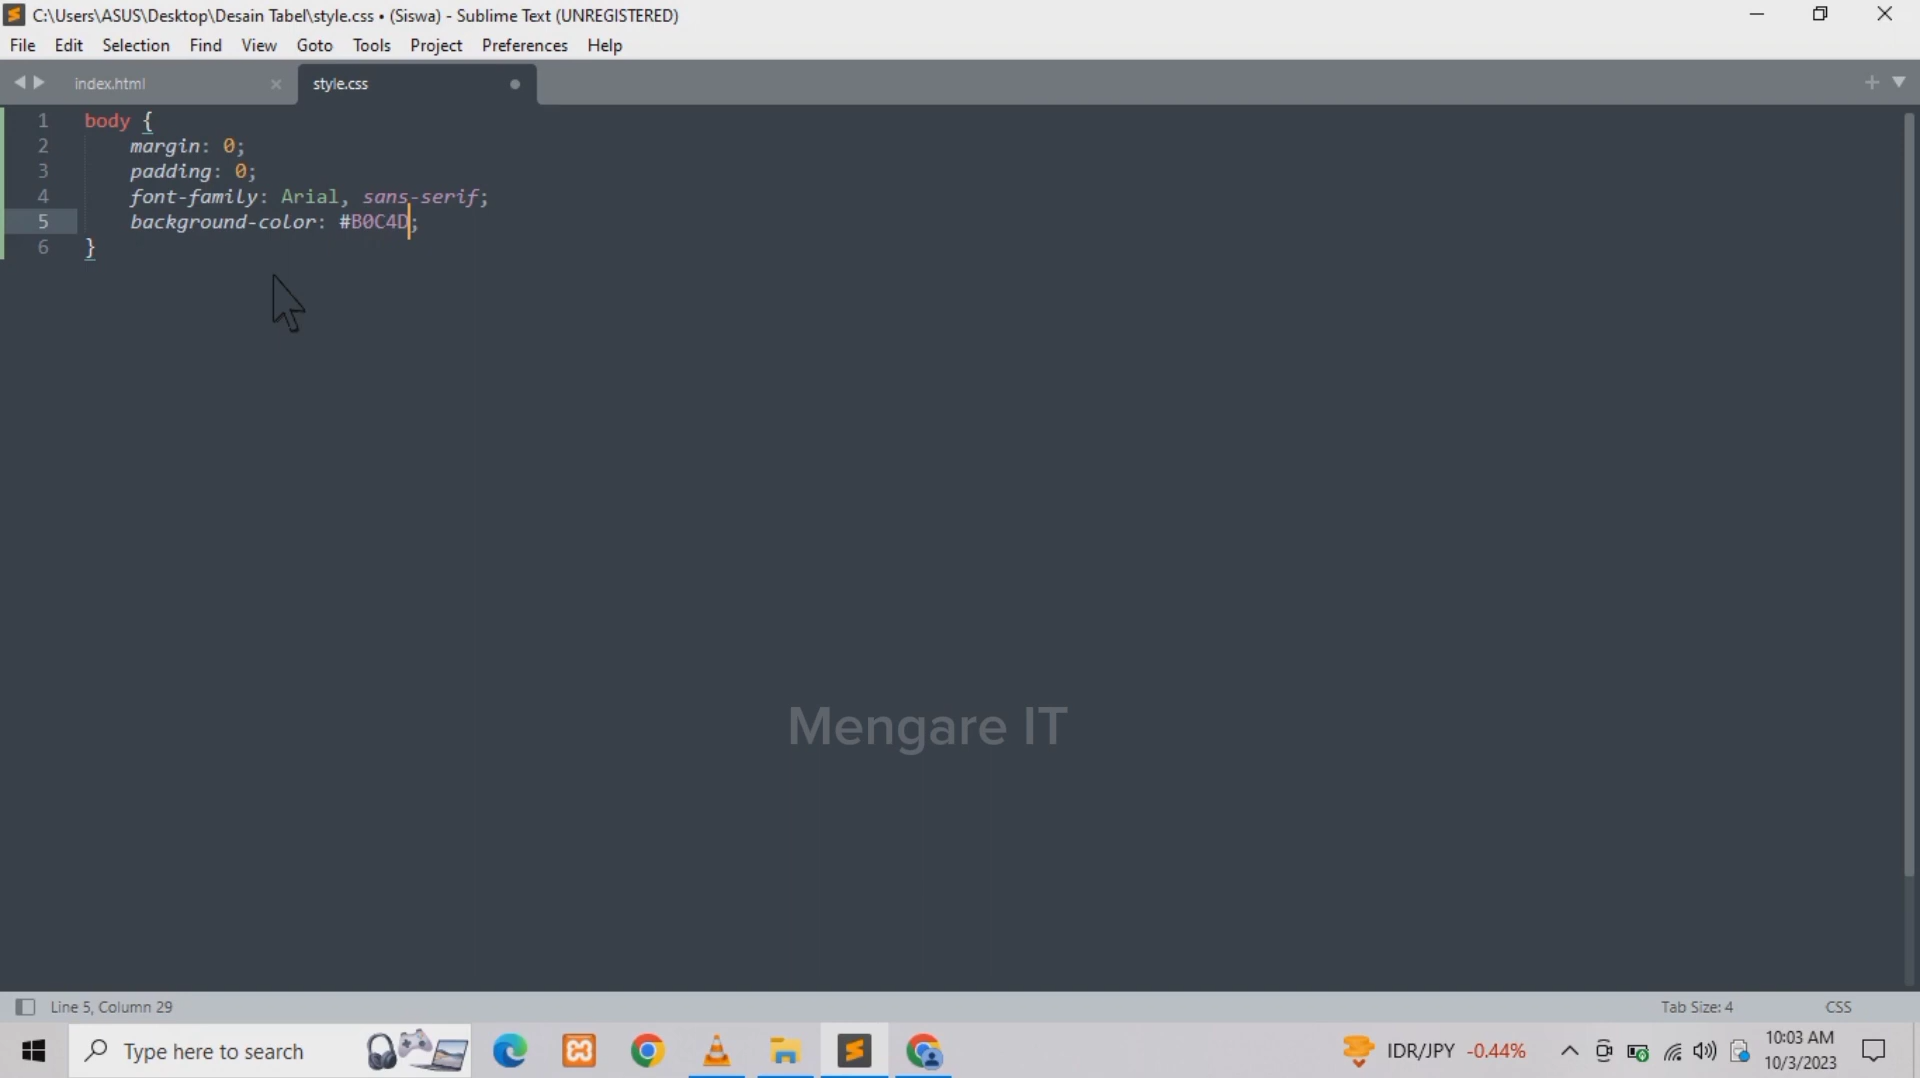 C:\Users\ASUS\Desktop\Desain Tabel\style.css • (Siswa) - Sublime Text (UNREGISTERED)
File Edit Selection Find View Goto Tools Project Preferences Help
index.html style.css
1 body {
2 margin: 0;
3 padding: 0;
4 font-family: Arial, sans-serif;
5 background-color: #B0C4D;
6 }
Mengare IT
Line 5, Column 29 Tab Size: 4 CSS
Type here to search IDR/JPY -0.44% 10:03 AM
10/3/2023